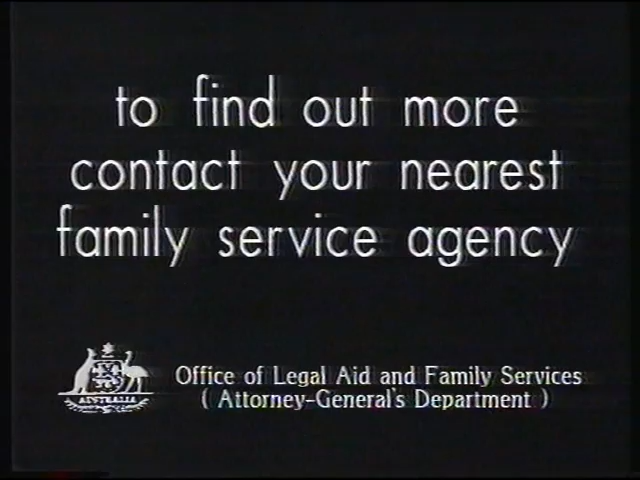 to find out more
contact your nearest
family service agency
AUSTRALIA
Office of Legal Aid and Family Services
( Attorney-General's Department )